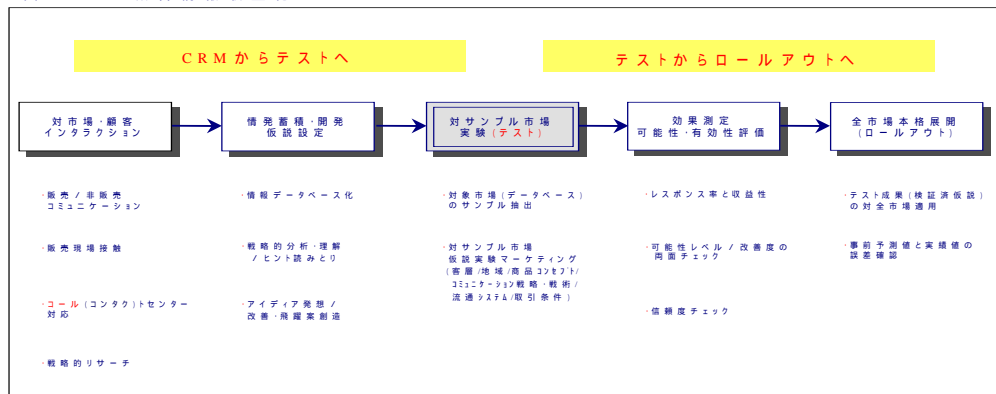 CRMからテストへ
テストからロールアウトへ
対市場・顧客
インタラクション
情発蓄積・開発
仮説設定
対サンプル市場
実験(テスト)
効果測定
可能性・有効性評価
全市場本格展開
(ロールアウト)
・販売/非販売
コミュニケーション
・販売現場接触
・コール(コンタク)トセンター
対応
・戦略的リサーチ
・情報データベース化
・戦略的分析・理解
/ヒント読みとり
・アイディア発想/
改善・飛躍案創造
・対象市場(データベース)
のサンプル抽出
・対サンプル市場
仮説実験マーケティング
(客層/地域/商品コンセプト/
コミュニケーション戦略・戦術/
流通システム/取引条件)
・レスポンス率と収益性
・可能性レベル/改善度の
両面チェック
・信頼度チェック
・テスト成果(検証済仮説)
の対全市場適用
・事前予測値と実績値の
誤差確認